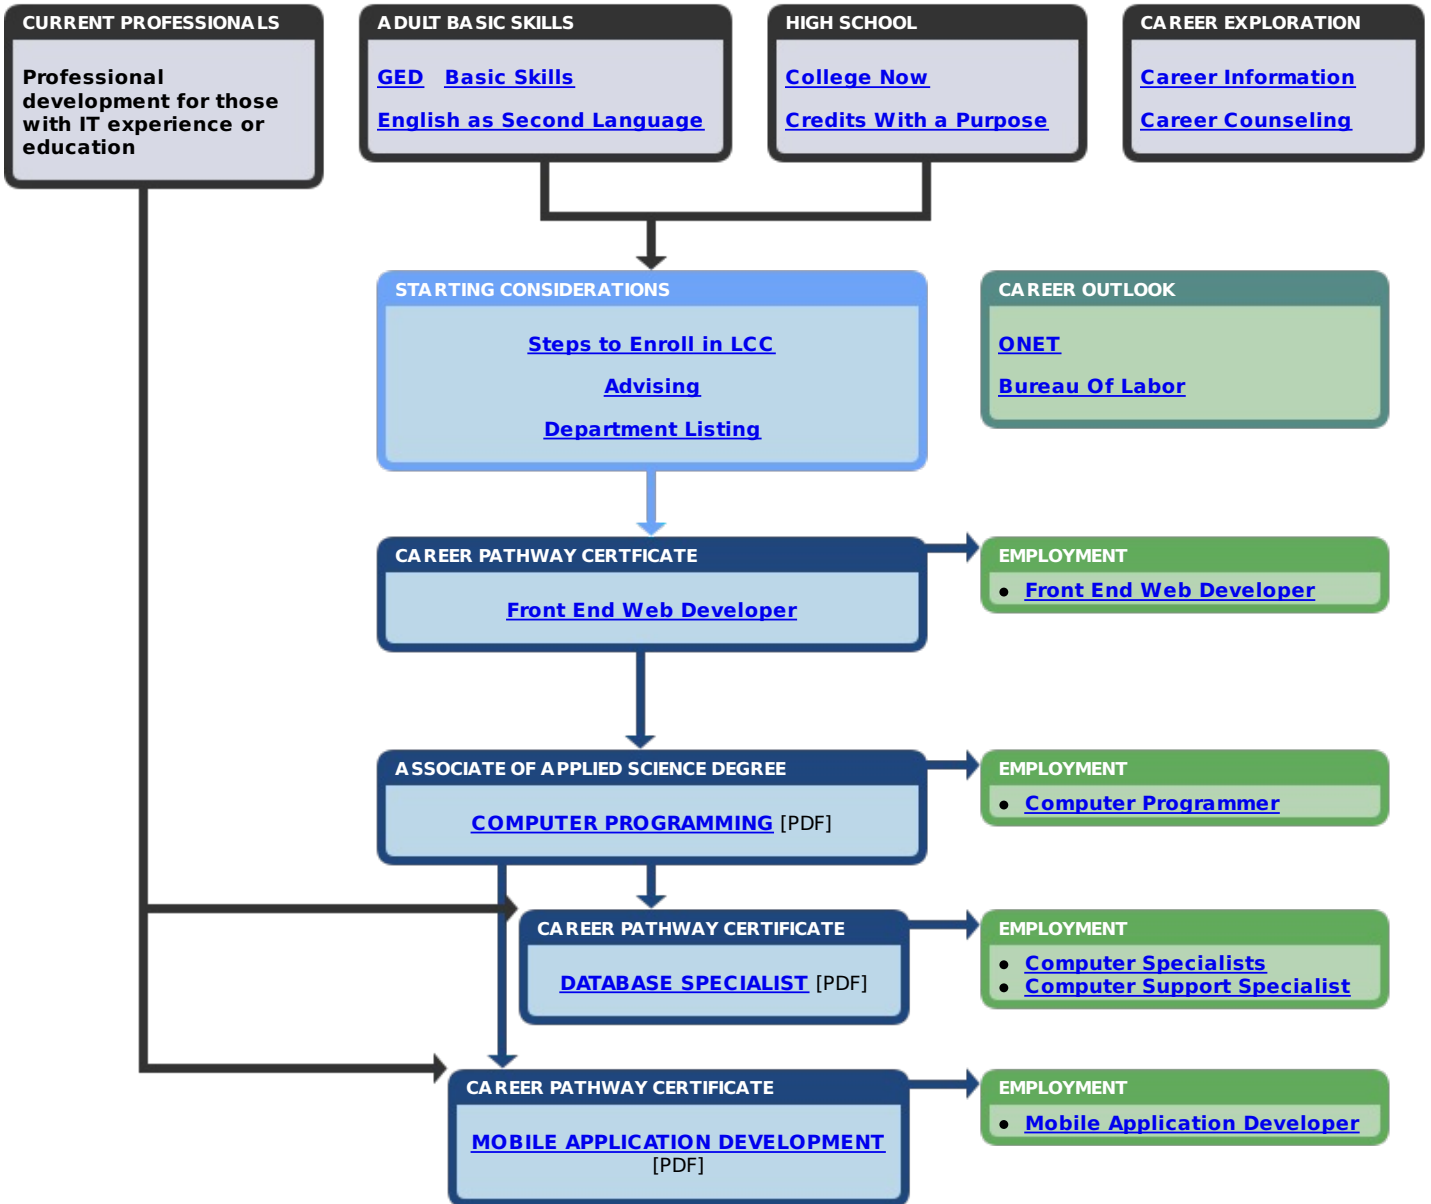 CURRENT PROFESSIONALS
Professional
development for those
with IT experience or
education
ADULT BASIC SKILLS
GED Basic Skills
English as Second Language
HIGH SCHOOL
College Now
Credits With a Purpose
CAREER EXPLORATION
Career Information
Career Counseling
STARTING CONSIDERATIONS
Steps to Enroll in LCC
Advising
Department Listing
CAREER OUTLOOK
ONET
Bureau Of Labor
CAREER PATHWAY CERTFICATE
Front End Web Developer
EMPLOYMENT
• Front End Web Developer
ASSOCIATE OF APPLIED SCIENCE DEGREE
COMPUTER PROGRAMMING [PDF]
EMPLOYMENT
• Computer Programmer
CAREER PATHWAY CERTIFICATE
DATABASE SPECIALIST [PDF]
EMPLOYMENT
• Computer Specialists
• Computer Support Specialist
CAREER PATHWAY CERTIFICATE
MOBILE APPLICATION DEVELOPMENT
[PDF]
EMPLOYMENT
• Mobile Application Developer